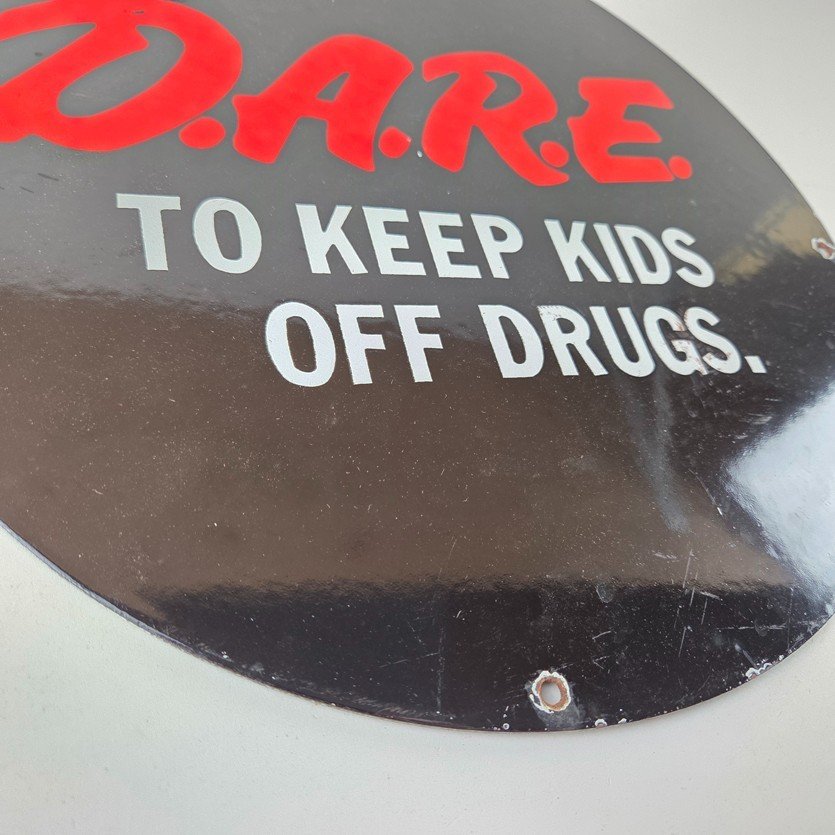 D.A.R.E.
TO KEEP KIDS
OFF DRUGS.